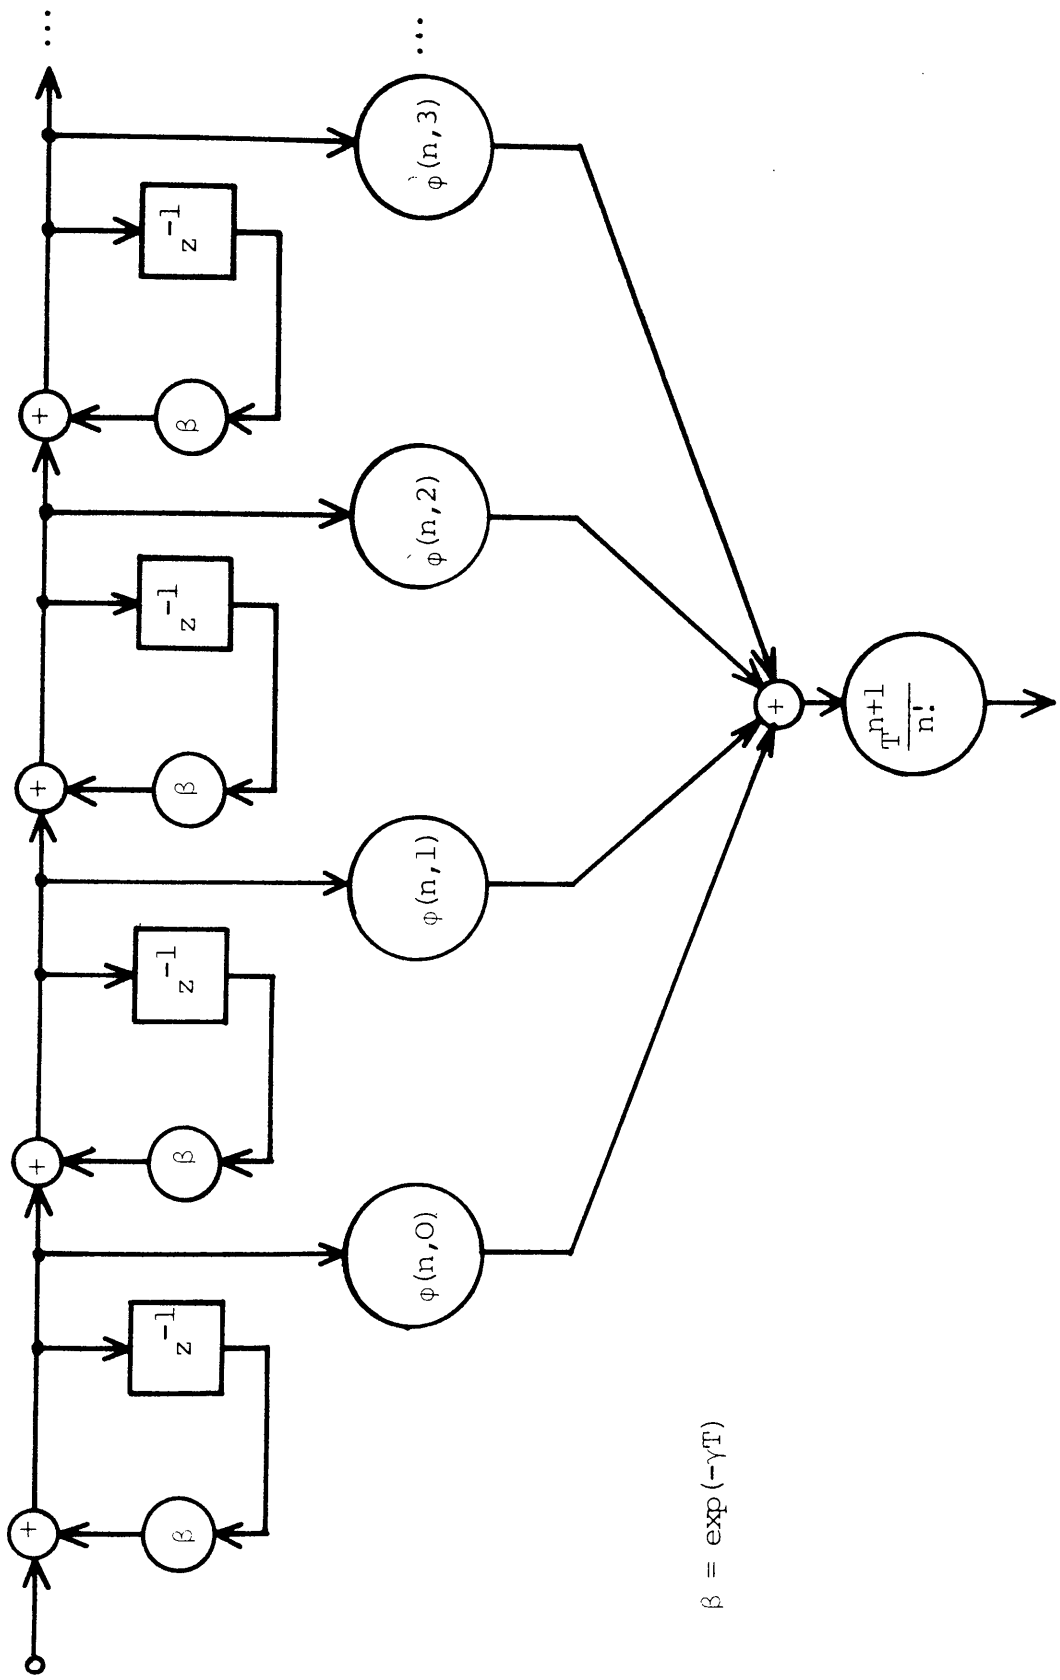 +
+
+
+
...
β
z⁻¹
β
z⁻¹
β
z⁻¹
β
z⁻¹
φ(n,0)
φ(n,1)
φ(n,2)
φ(n,3)
...
+
Tⁿ⁺¹
n!
β = exp(-γT)